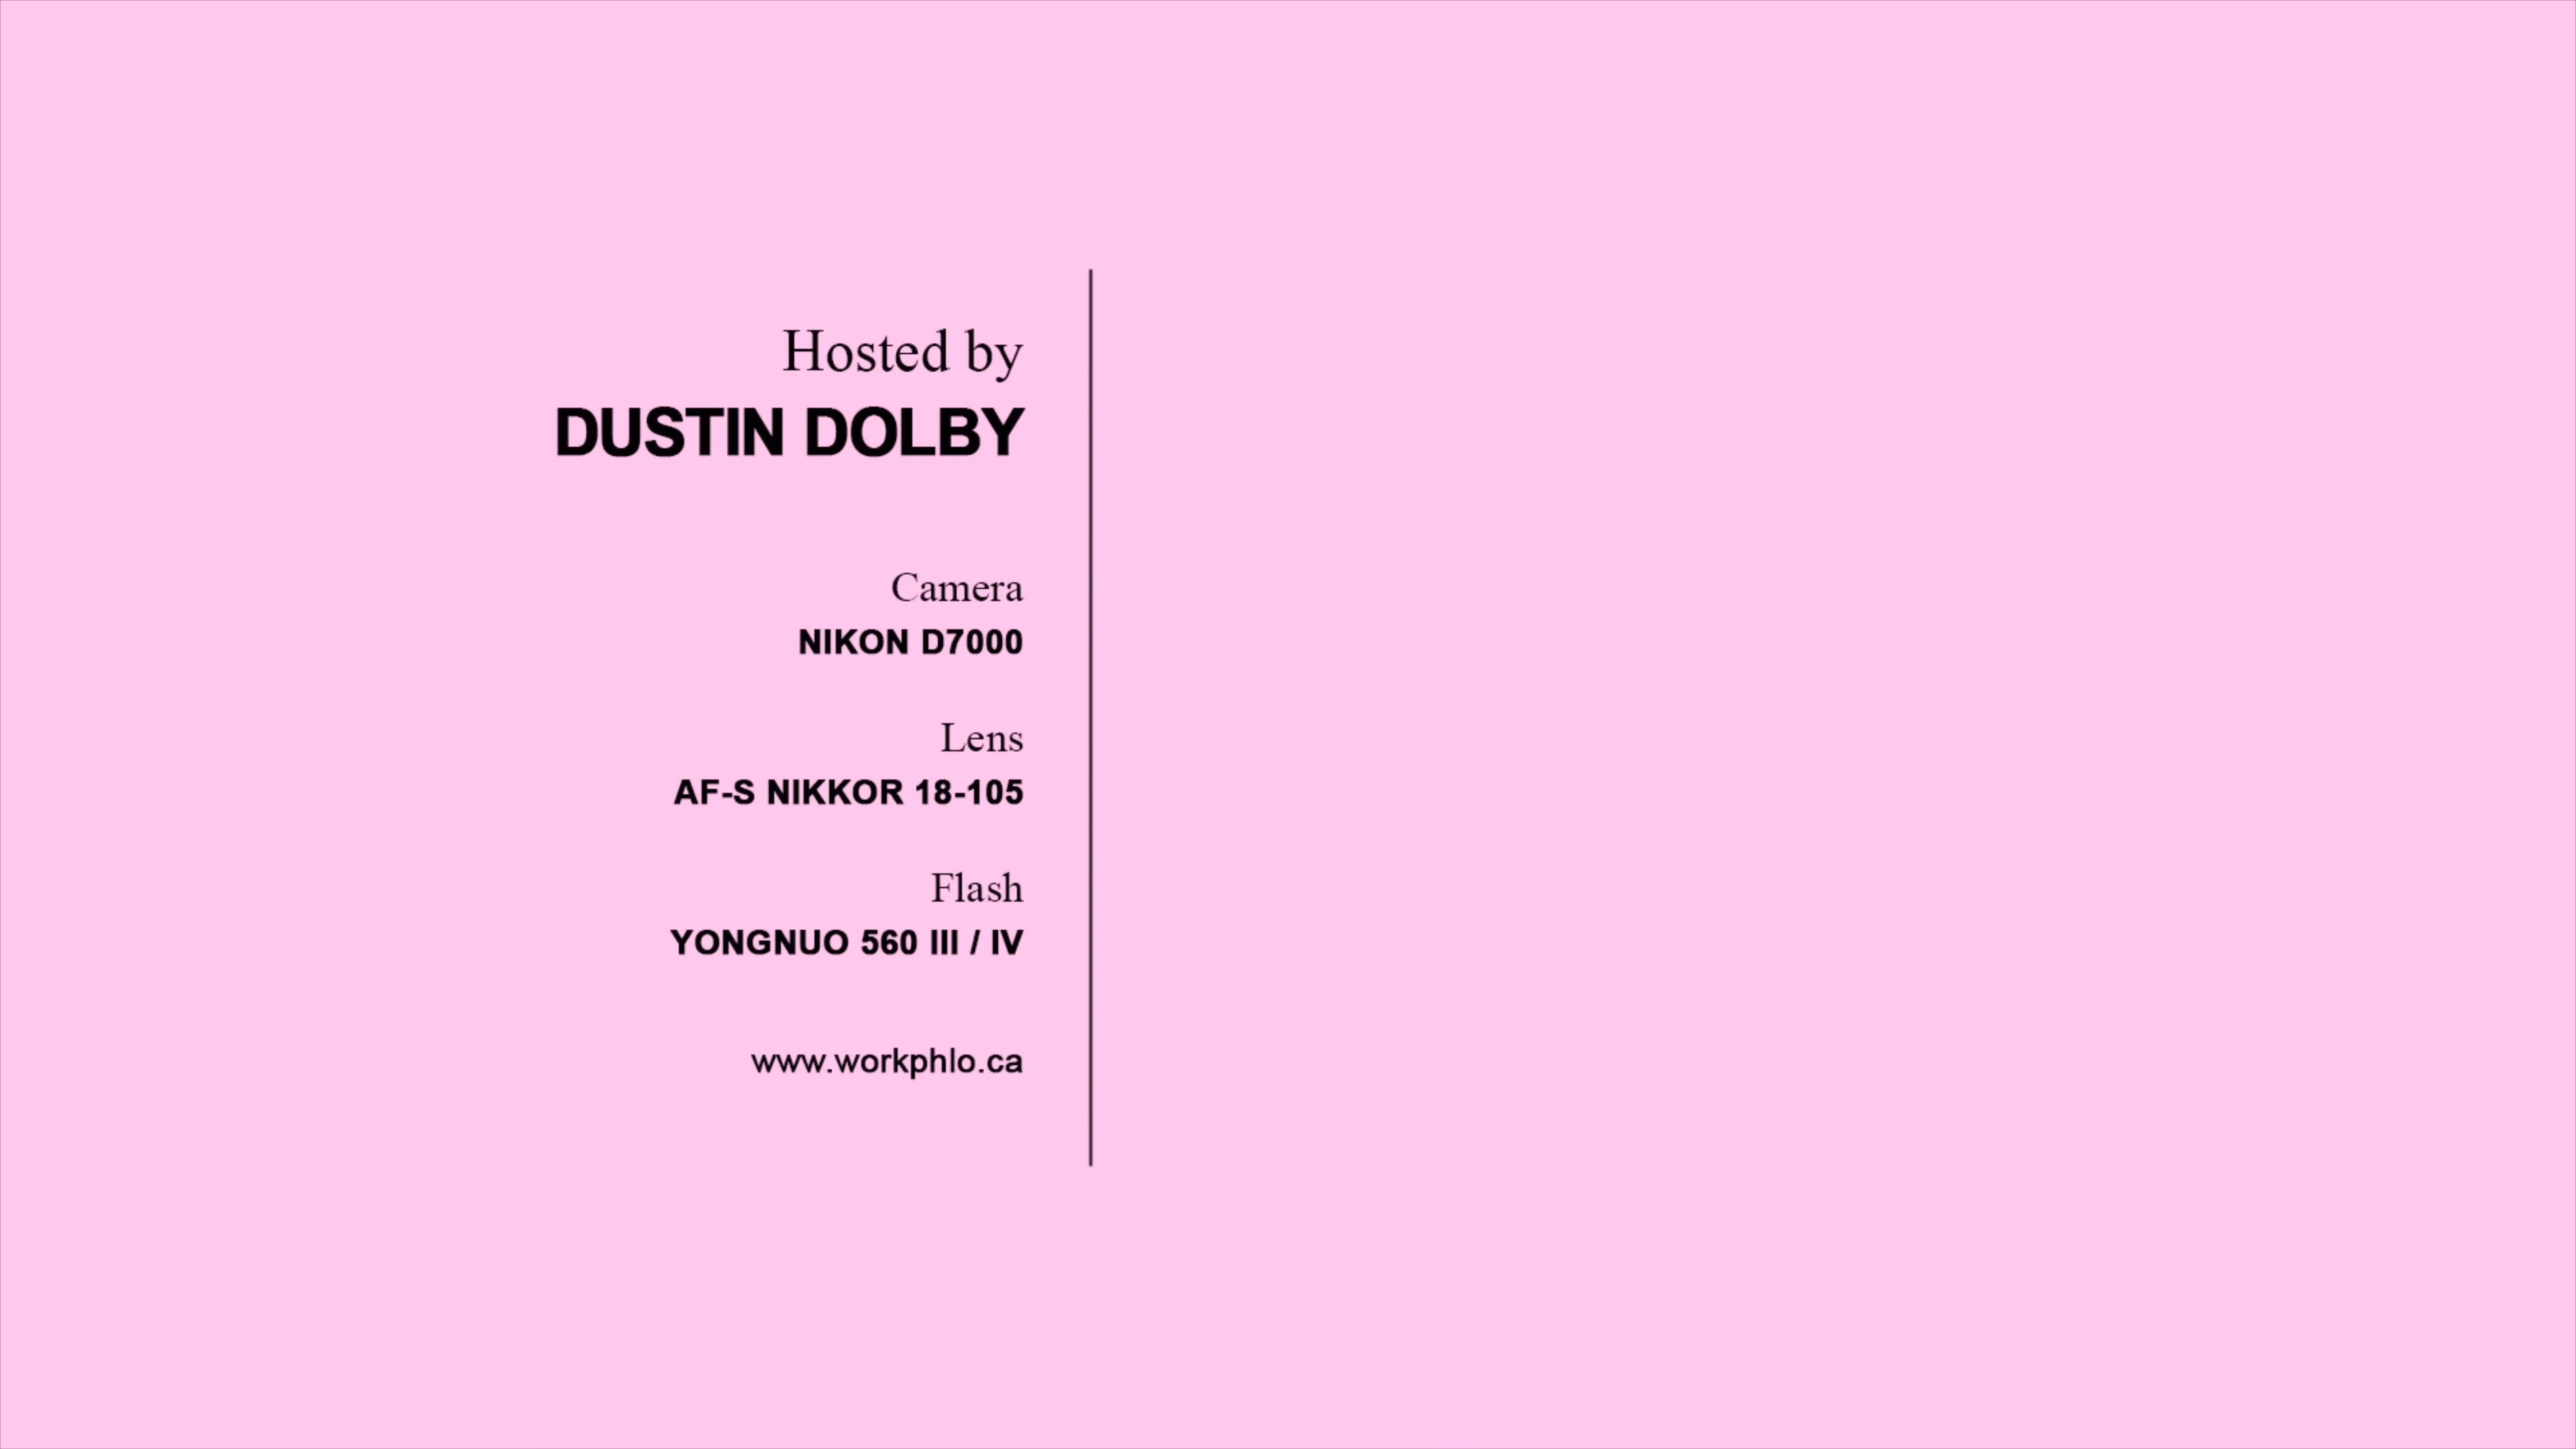 Hosted by
DUSTIN DOLBY
Camera
NIKON D7000
Lens
AF-S NIKKOR 18-105
Flash
YONGNUO 560 III / IV
www.workphlo.ca